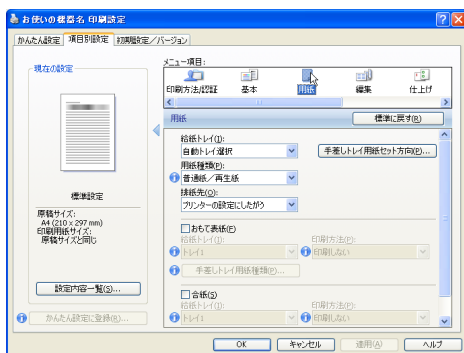 お使いの機器名 印刷設定
かんたん設定 項目別設定 初期設定/バージョン
現在の設定
標準設定
原稿サイズ:
A4 (210 x 297 mm)
印刷用紙サイズ:
原稿サイズと同じ
設定内容一覧(S)...
かんたん設定に登録(R)...
メニュー項目:
印刷方法/認証 基本 用紙 編集 仕上げ
用紙 標準に戻す(R)
給紙トレイ(I):
自動トレイ選択 手差しトレイ用紙セット方向(P)...
用紙種類(P):
普通紙/再生紙
排紙先(O):
プリンターの設定にしたがう
おもて表紙(F)
給紙トレイ(I): 印刷方法(P):
トレイ1 印刷しない
手差しトレイ用紙種類(P)...
合紙(S)
給紙トレイ(I): 印刷方法(P):
トレイ1 印刷しない
OK キャンセル 適用(A) ヘルプ